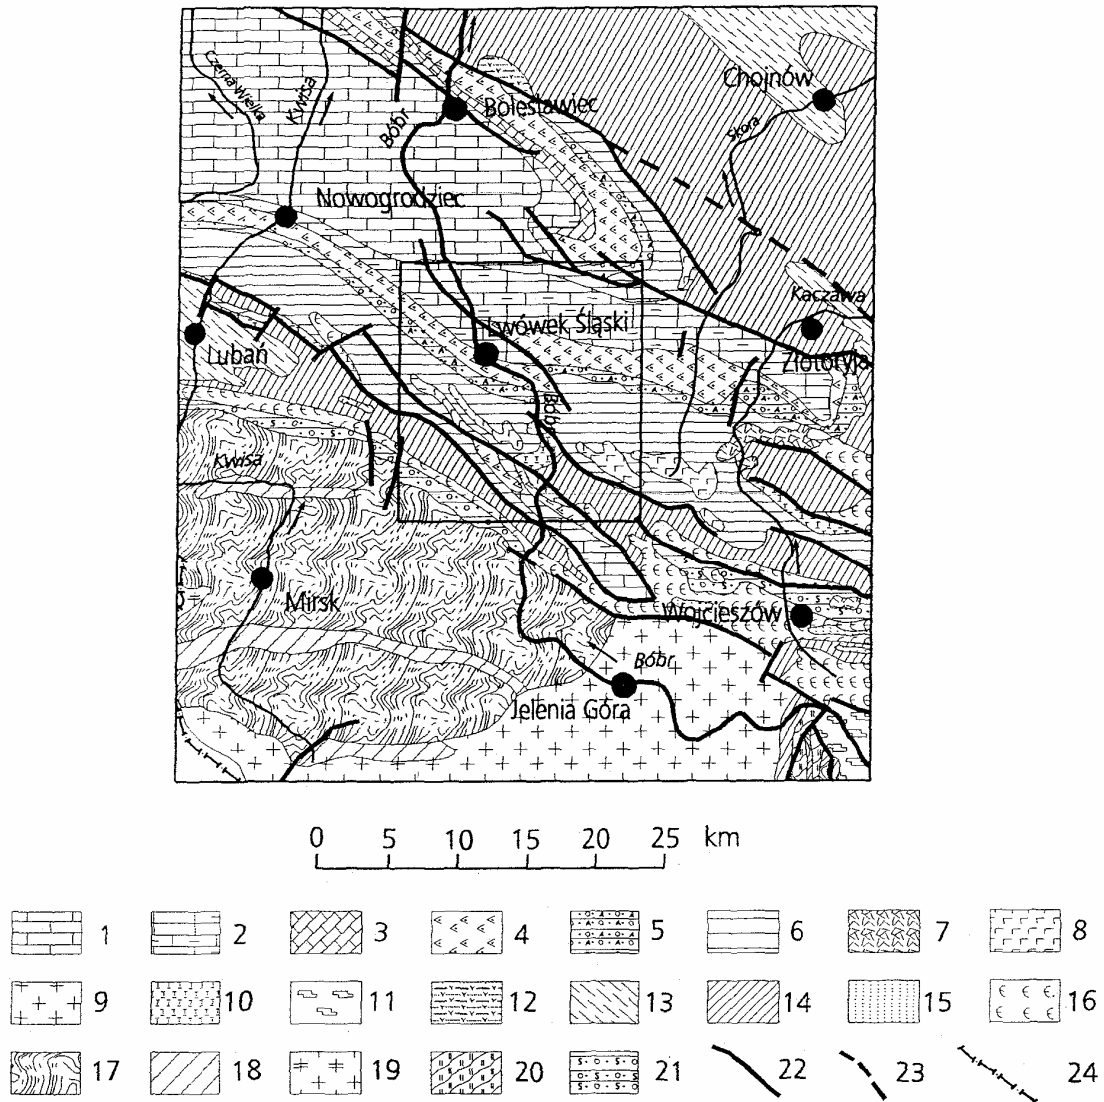 Chojnów
Czerna Wielka
Kwisa
Bolesławiec
Bóbr
Skora
Nowogrodziec
Kaczawa
Lwówek Śląski
Złotoryja
Lubań
Bóbr
Kwisa
Mirsk
Wojcieszów
Bóbr
Jelenia Góra
0 5 10 15 20 25 km
1 2 3 4 5 6 7 8
9 10 11 12 13 14 15 16
17 18 19 20 21 22 23 24